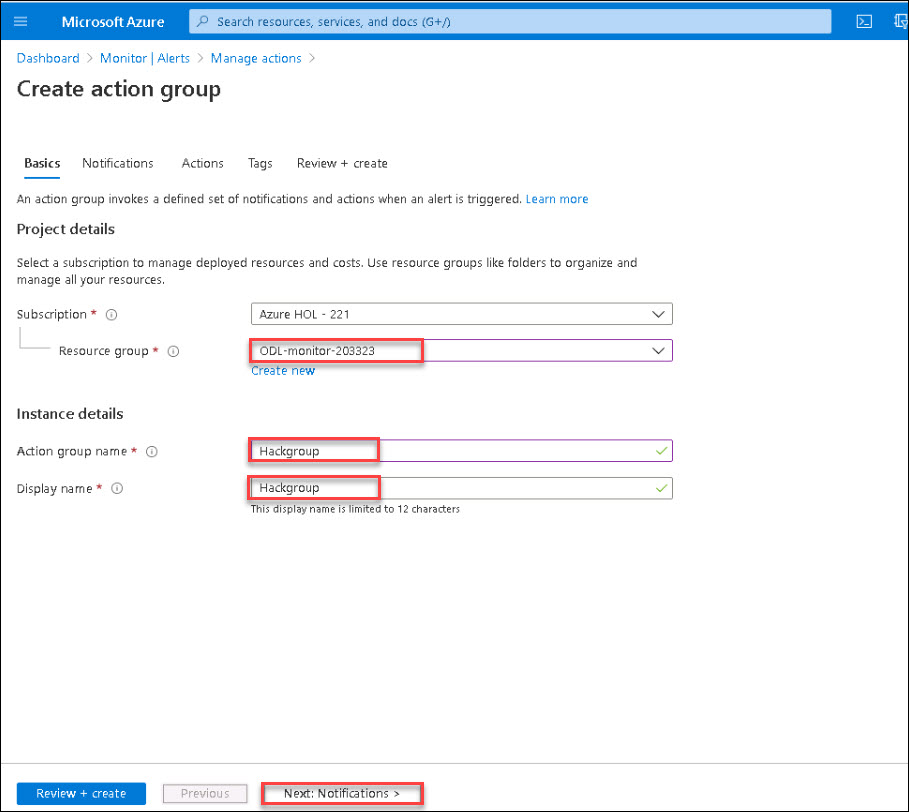 Microsoft Azure
Search resources, services, and docs (G+/)
Dashboard > Monitor | Alerts > Manage actions >
Create action group
Basics Notifications Actions Tags Review + create
An action group invokes a defined set of notifications and actions when an alert is triggered. Learn more
Project details
Select a subscription to manage deployed resources and costs. Use resource groups like folders to organize and
manage all your resources.
Subscription * Azure HOL - 221
Resource group * ODL-monitor-203323
Create new
Instance details
Action group name * Hackgroup
Display name * Hackgroup
This display name is limited to 12 characters
Review + create Previous Next: Notifications >